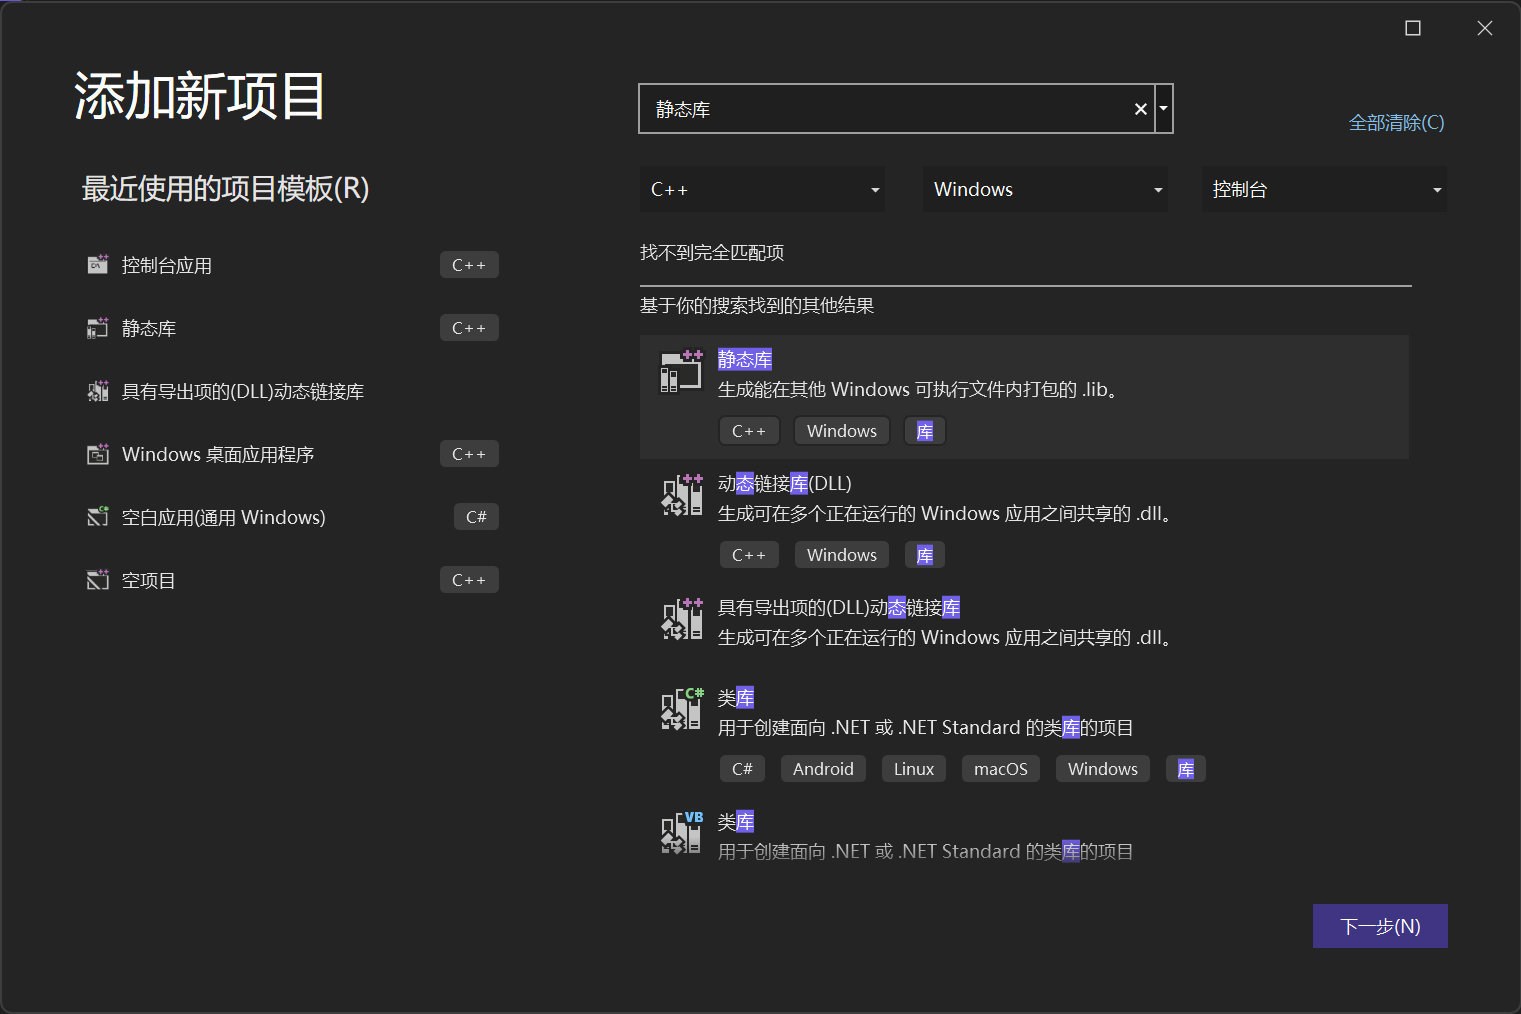 添加新项目
最近使用的项目模板(R)
控制台应用 C++
静态库 C++
具有导出项的(DLL)动态链接库
Windows 桌面应用程序 C++
空白应用(通用 Windows) C#
空项目 C++
静态库
全部清除(C)
C++ Windows 控制台
找不到完全匹配项
基于你的搜索找到的其他结果
静态库
生成能在其他 Windows 可执行文件内打包的 .lib。
C++ Windows 库
动态链接库(DLL)
生成可在多个正在运行的 Windows 应用之间共享的 .dll。
C++ Windows 库
具有导出项的(DLL)动态链接库
生成可在多个正在运行的 Windows 应用之间共享的 .dll。
C# 类库
用于创建面向 .NET 或 .NET Standard 的类库的项目
C# Android Linux macOS Windows 库
VB 类库
用于创建面向 .NET 或 .NET Standard 的类库的项目
下一步(N)